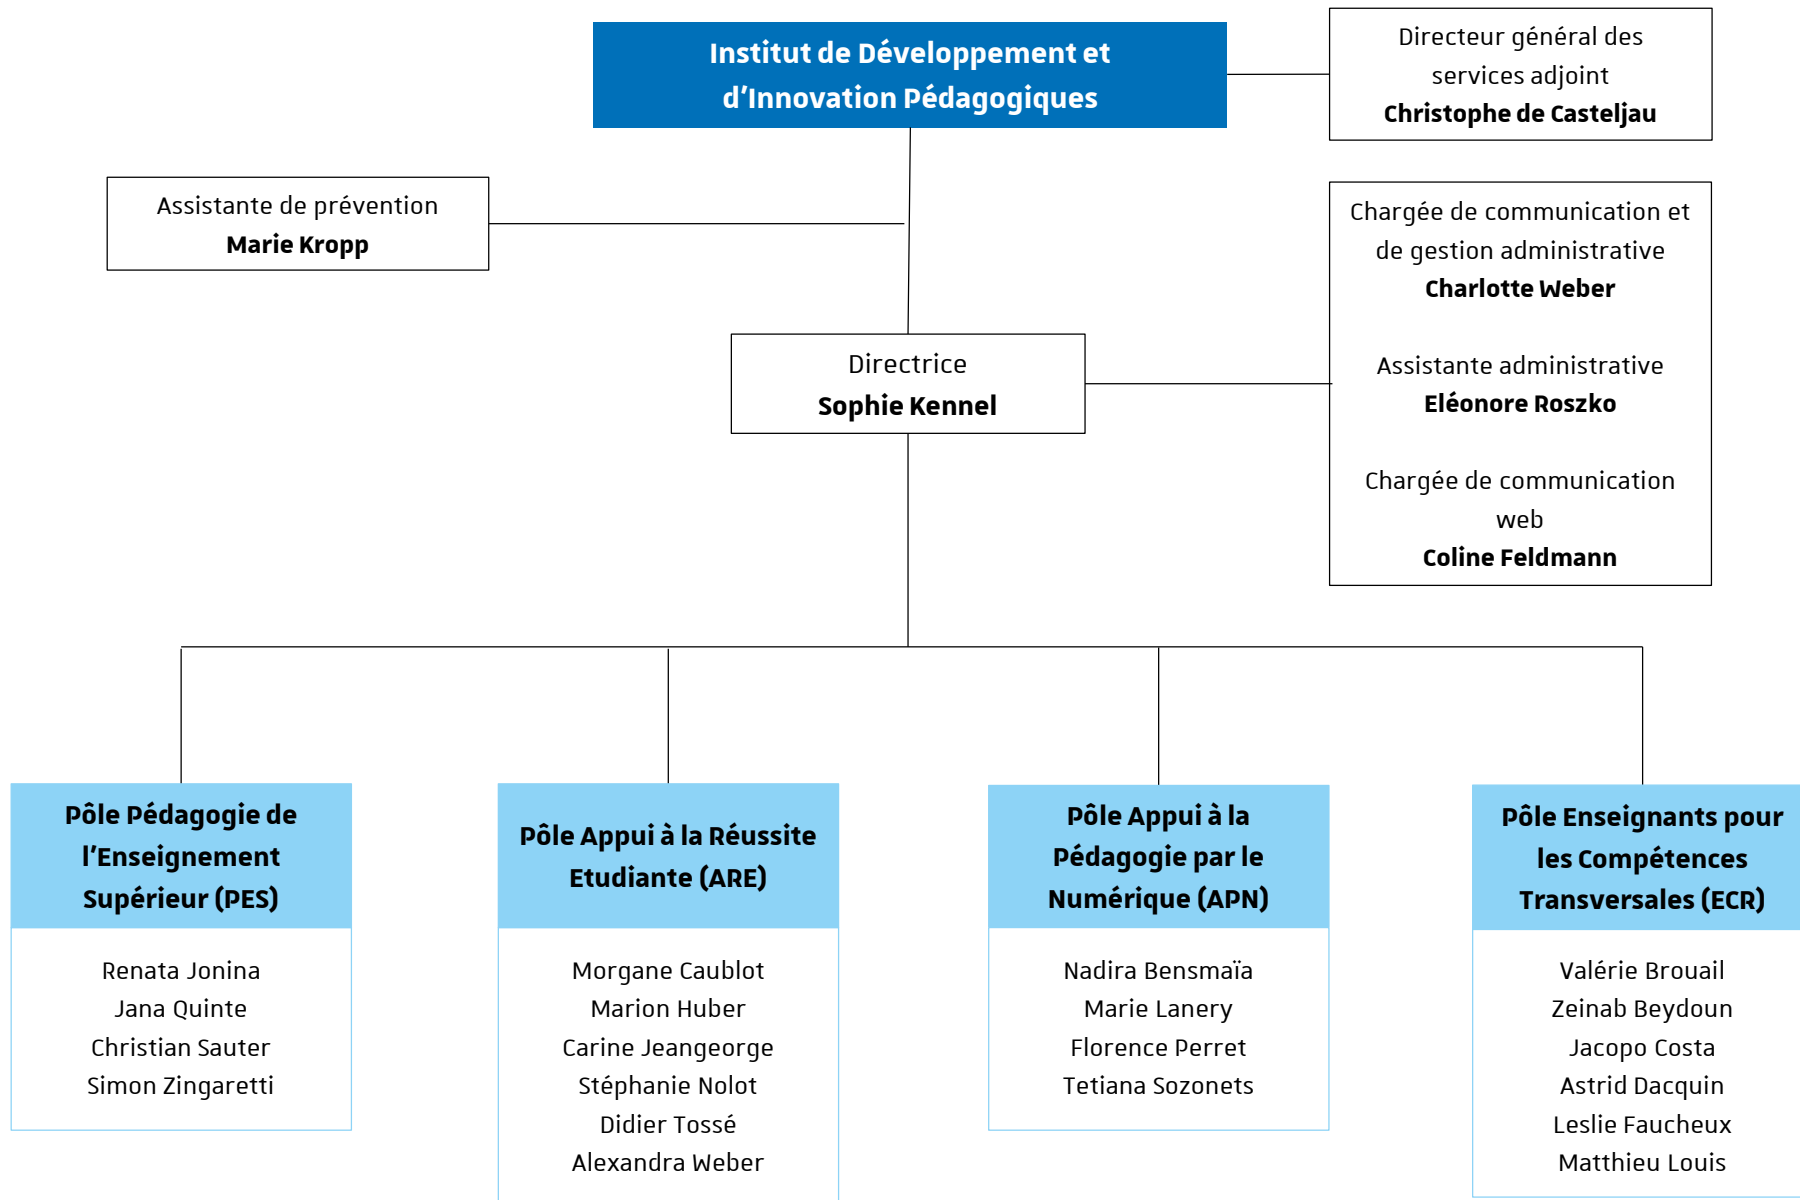 Institut de Développement et
d'Innovation Pédagogiques
Directeur général des
services adjoint
Christophe de Casteljau
Assistante de prévention
Marie Kropp
Chargée de communication et
de gestion administrative
Charlotte Weber
Assistante administrative
Eléonore Roszko
Chargée de communication
web
Coline Feldmann
Directrice
Sophie Kennel
Pôle Pédagogie de
l'Enseignement
Supérieur (PES)
Renata Jonina
Jana Quinte
Christian Sauter
Simon Zingaretti
Pôle Appui à la Réussite
Etudiante (ARE)
Morgane Caublot
Marion Huber
Carine Jeangeorge
Stéphanie Nolot
Didier Tossé
Alexandra Weber
Pôle Appui à la
Pédagogie par le
Numérique (APN)
Nadira Bensmaïa
Marie Lanery
Florence Perret
Tetiana Sozonets
Pôle Enseignants pour
les Compétences
Transversales (ECR)
Valérie Brouail
Zeinab Beydoun
Jacopo Costa
Astrid Dacquin
Leslie Faucheux
Matthieu Louis